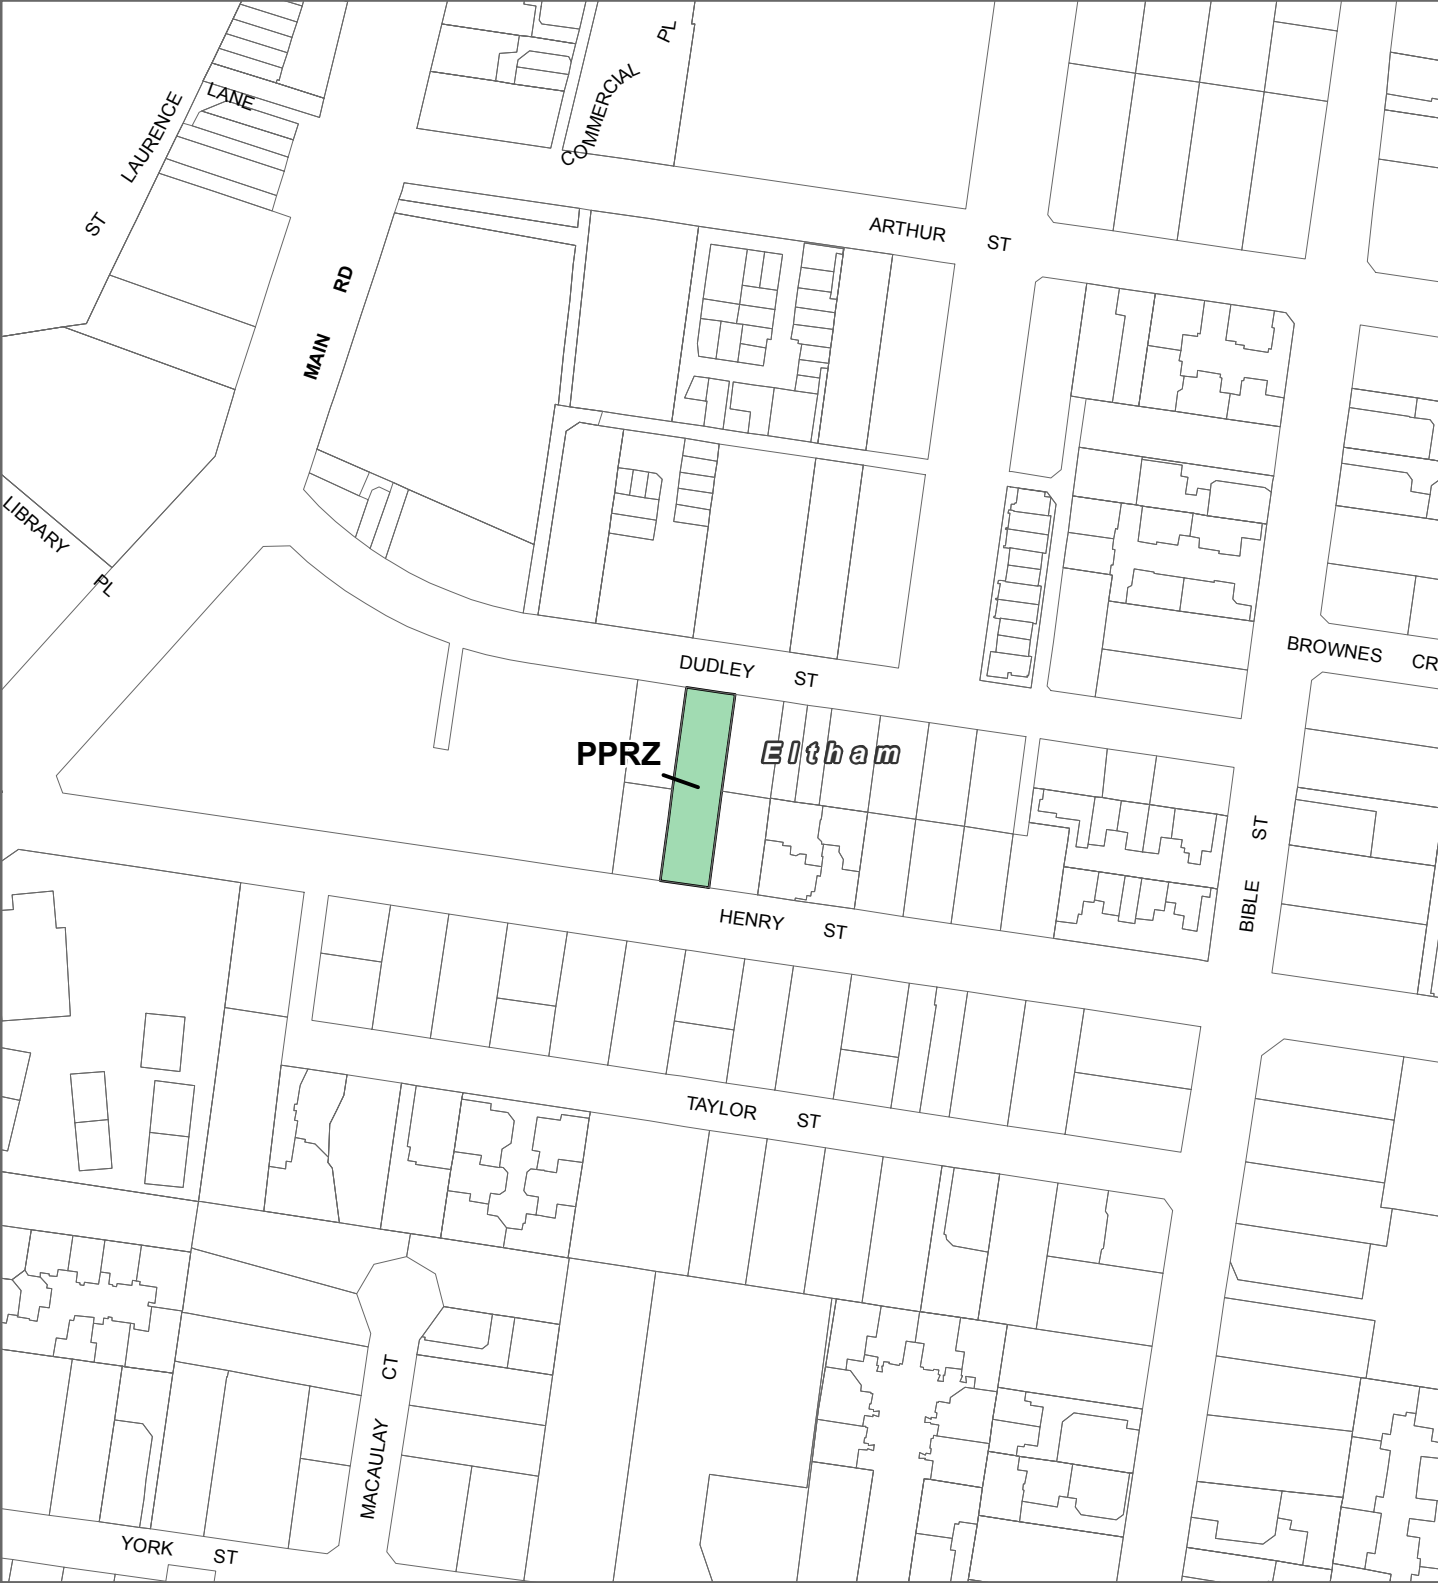 COMMERCIAL PL
LAURENCE ST
LANE
ARTHUR ST
MAIN RD
LIBRARY PL
BROWNES CR
DUDLEY ST
PPRZ
Eltham
BIBLE ST
HENRY ST
TAYLOR ST
MACAULAY CT
YORK ST